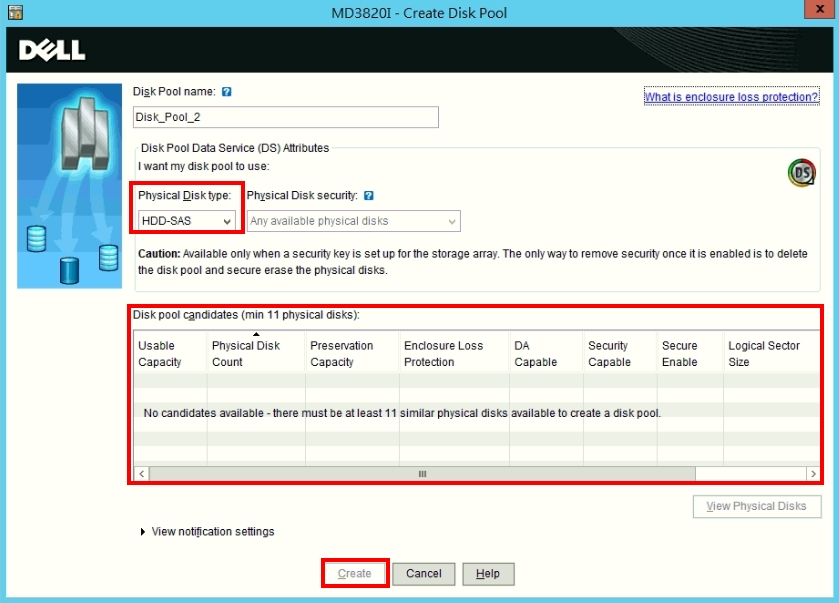 MD3820I - Create Disk Pool
x
DELL
Disk Pool name: ?
What is enclosure loss protection?
Disk_Pool_2
Disk Pool Data Service (DS) Attributes
I want my disk pool to use:
DS
Physical Disk type: Physical Disk security: ?
HDD-SAS Any available physical disks
Caution: Available only when a security key is set up for the storage array. The only way to remove security once it is enabled is to delete
the disk pool and secure erase the physical disks.
Disk pool candidates (min 11 physical disks):
Usable Physical Disk Preservation Enclosure Loss DA Security Secure Logical Sector
Capacity Count Capacity Protection Capable Capable Enable Size
No candidates available - there must be at least 11 similar physical disks available to create a disk pool.
View Physical Disks
View notification settings
Create Cancel Help